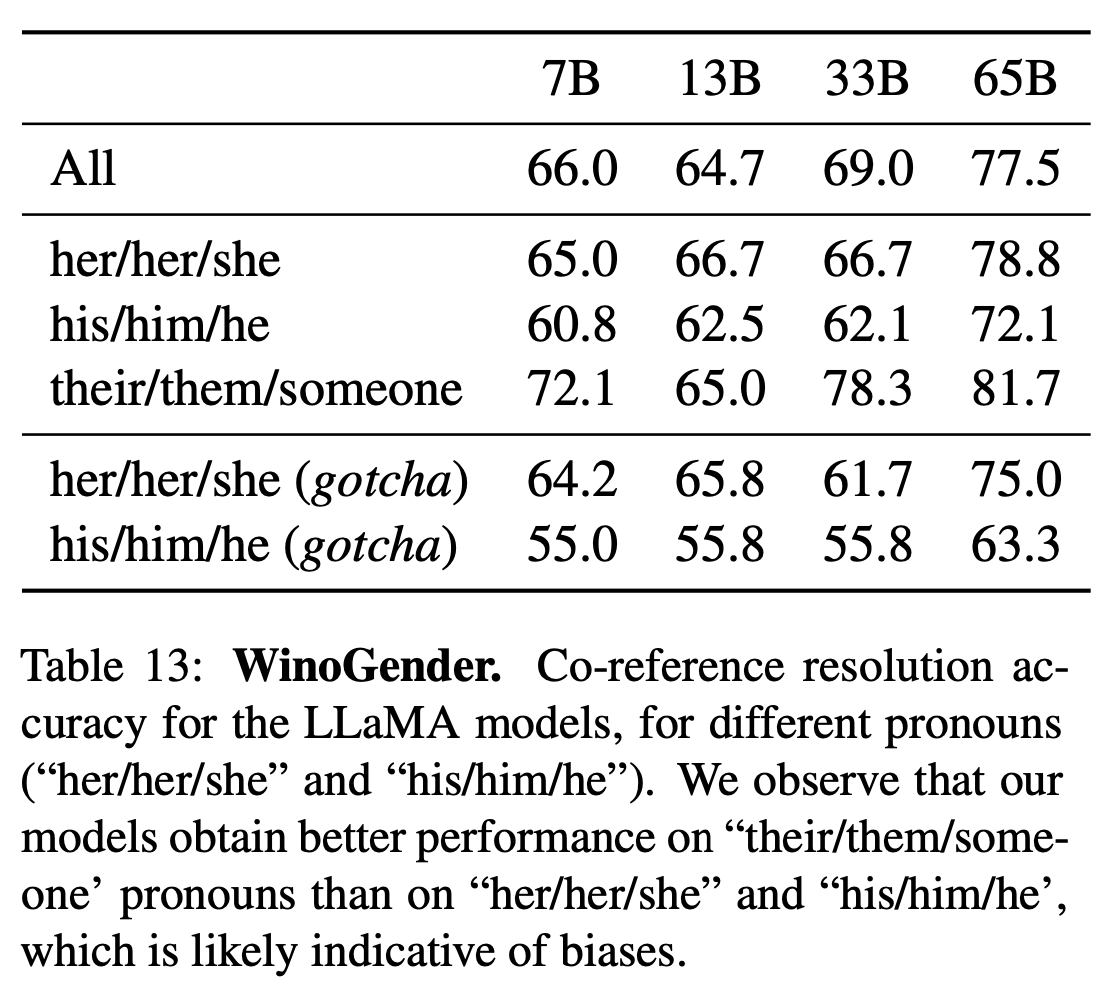 7B 13B 33B 65B
All 66.0 64.7 69.0 77.5
her/her/she 65.0 66.7 66.7 78.8
his/him/he 60.8 62.5 62.1 72.1
their/them/someone 72.1 65.0 78.3 81.7
her/her/she (gotcha) 64.2 65.8 61.7 75.0
his/him/he (gotcha) 55.0 55.8 55.8 63.3
Table 13: WinoGender. Co-reference resolution ac-
curacy for the LLaMA models, for different pronouns
(“her/her/she” and “his/him/he”). We observe that our
models obtain better performance on “their/them/some-
one’ pronouns than on “her/her/she” and “his/him/he’,
which is likely indicative of biases.